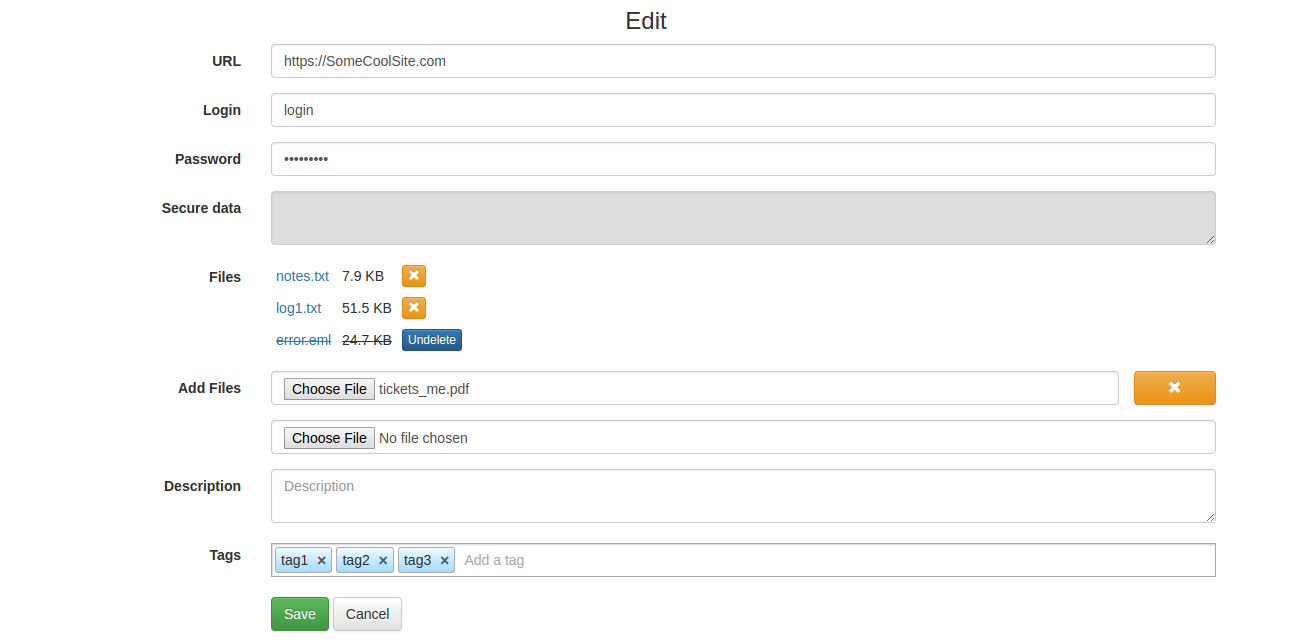 Edit
URL https://SomeCoolSite.com
Login login
Password •••••••••
Secure data
Files notes.txt 7.9 KB
log1.txt 51.5 KB
error.eml 24.7 KB Undelete
Add Files Choose File tickets_me.pdf
Choose File No file chosen
Description Description
Tags tag1 × tag2 × tag3 × Add a tag
Save Cancel